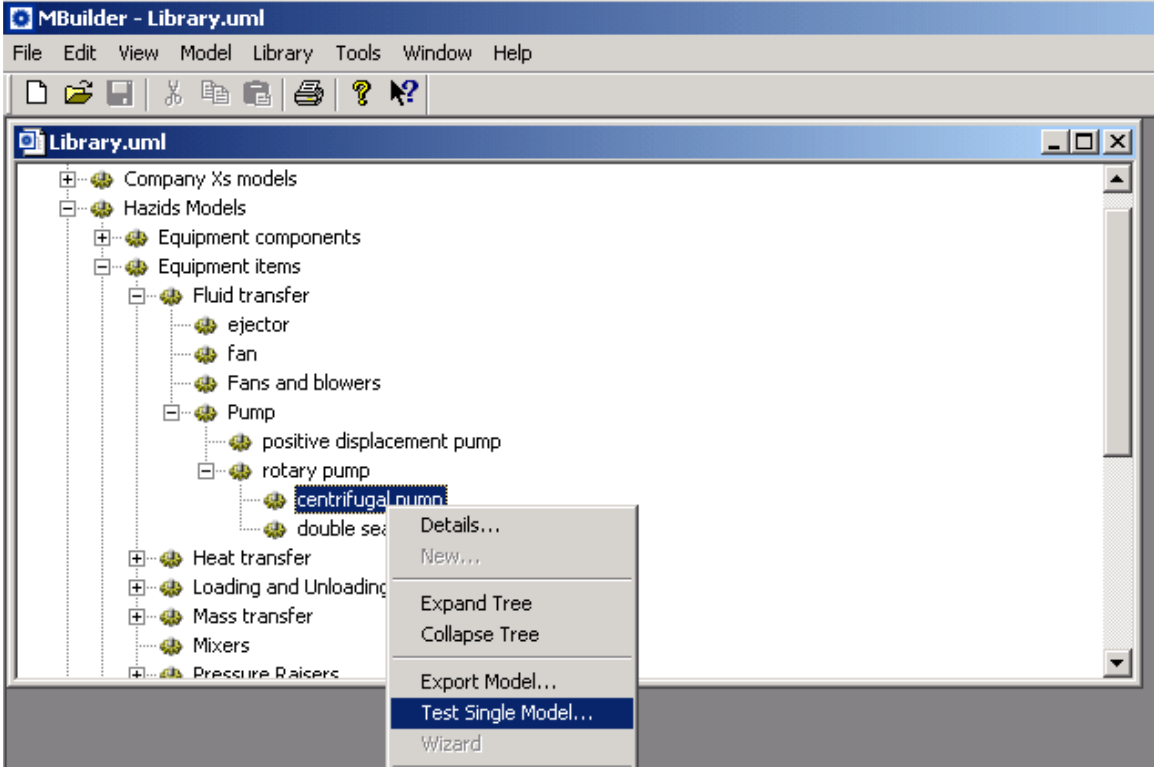 MBuilder - Library.uml
File Edit View Model Library Tools Window Help
Library.uml
Company Xs models
Hazids Models
Equipment components
Equipment items
Fluid transfer
ejector
fan
Fans and blowers
Pump
positive displacement pump
rotary pump
centrifugal pump
double
Heat transfer
Loading and Unloading
Mass transfer
Mixers
Pressure Raisers
Details...
New...
Expand Tree
Collapse Tree
Export Model...
Test Single Model...
Wizard